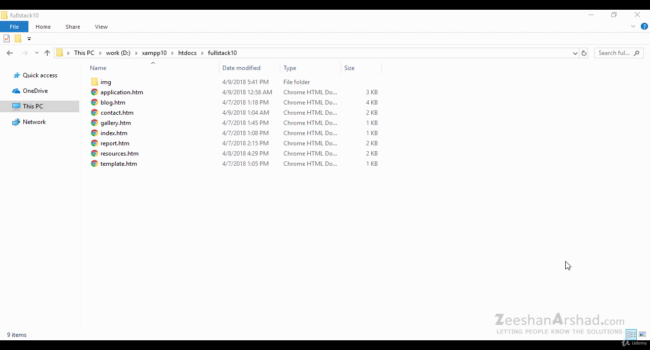 fullstack10
File Home Share View
This PC work (D:) xampp10 htdocs fullstack10
Search ful...
Name Date modified Type Size
Quick access
OneDrive
This PC
Network
img 4/9/2018 5:41 PM File folder
application.htm 4/9/2018 12:58 AM Chrome HTML Do... 3 KB
blog.htm 4/7/2018 1:18 PM Chrome HTML Do... 4 KB
contact.htm 4/9/2018 1:04 AM Chrome HTML Do... 2 KB
gallery.htm 4/7/2018 1:45 PM Chrome HTML Do... 1 KB
index.htm 4/7/2018 1:08 PM Chrome HTML Do... 1 KB
report.htm 4/7/2018 2:15 PM Chrome HTML Do... 2 KB
resources.htm 4/8/2018 4:29 PM Chrome HTML Do... 2 KB
template.htm 4/7/2018 1:05 PM Chrome HTML Do... 1 KB
ZeeshanArshad.com
LETTING PEOPLE KNOW THE SOLUTIONS
9 items
Udemy